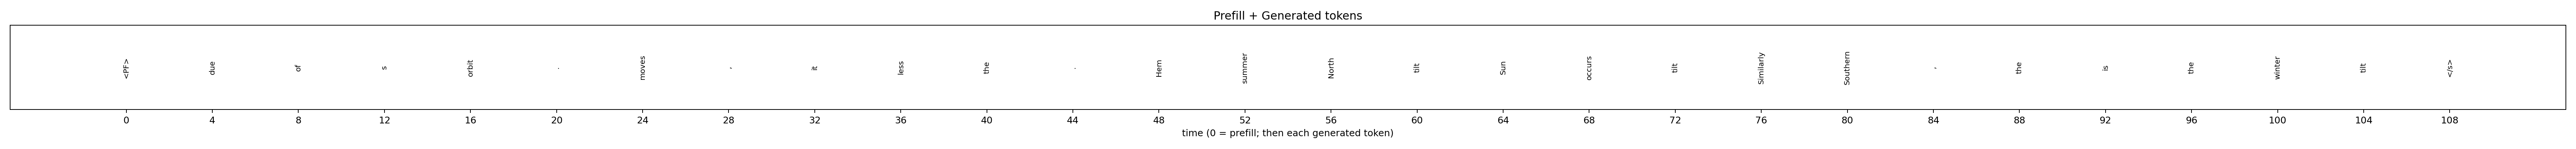 Prefill + Generated tokens
<PF> due of s orbit . moves , it less the . Hem summer North tilt Sun occurs tilt Similarly Southern , the is the winter tilt </s>
0 4 8 12 16 20 24 28 32 36 40 44 48 52 56 60 64 68 72 76 80 84 88 92 96 100 104 108
time (0 = prefill; then each generated token)